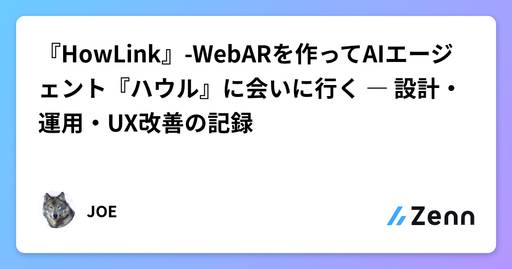 『HowLink』-WebARを作ってAIエージ
ェント『ハウル』に会いに行く — 設計・
運用・UX改善の記録
JOE
Zenn